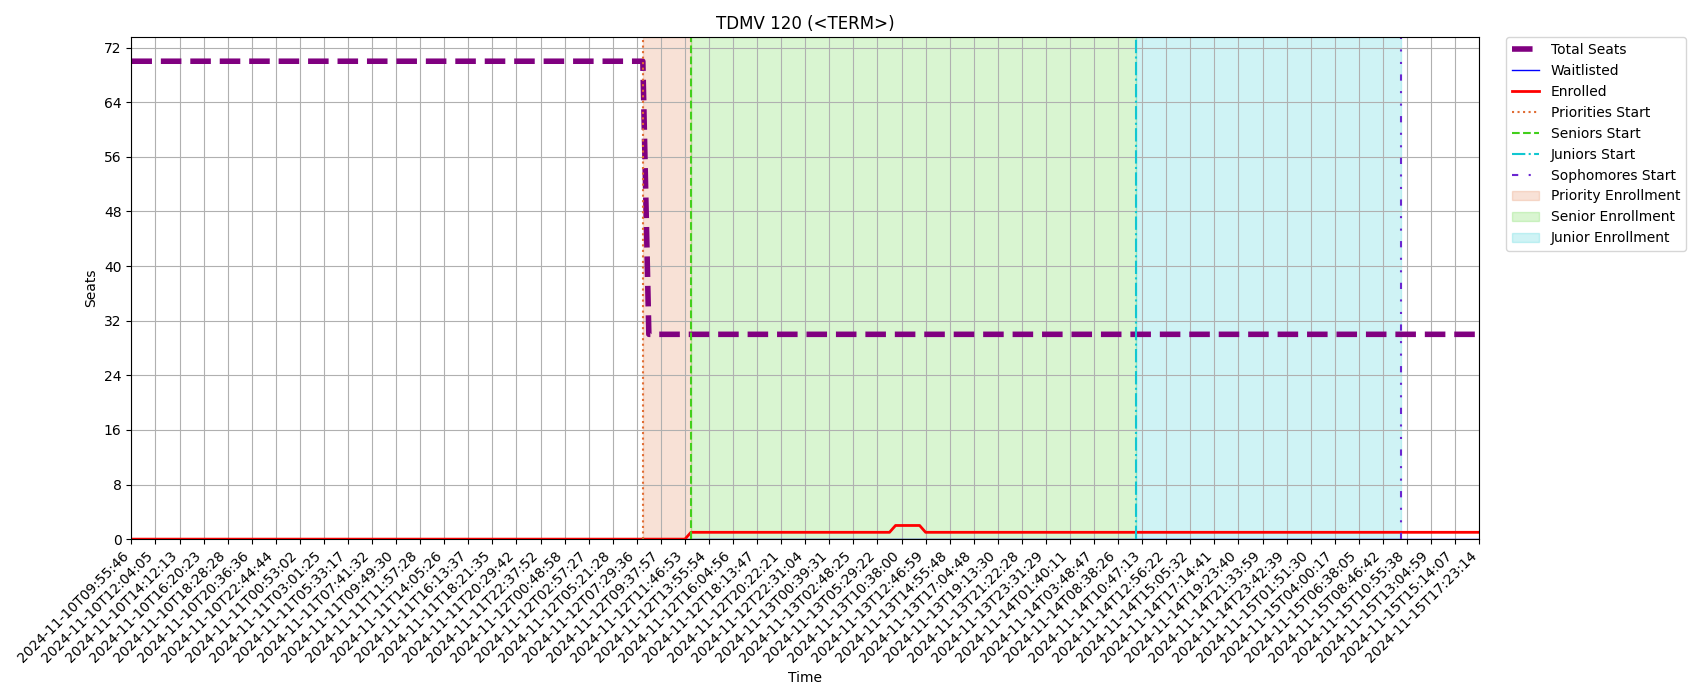 TDMV 120 (<TERM>)
72
64
56
48
40
32
24
16
8
0
Seats
2024-11-10T09:55:46
2024-11-10T12:04:05
2024-11-10T14:12:13
2024-11-10T16:20:23
2024-11-10T18:28:28
2024-11-10T20:36:36
2024-11-10T22:44:44
2024-11-11T00:53:02
2024-11-11T03:01:25
2024-11-11T05:33:17
2024-11-11T07:41:32
2024-11-11T09:49:30
2024-11-11T11:57:28
2024-11-11T14:05:26
2024-11-11T16:13:37
2024-11-11T18:21:35
2024-11-11T20:29:42
2024-11-11T22:37:52
2024-11-12T00:48:58
2024-11-12T02:57:27
2024-11-12T05:21:28
2024-11-12T07:29:36
2024-11-12T09:37:57
2024-11-12T11:46:53
2024-11-12T13:55:54
2024-11-12T16:04:56
2024-11-12T18:13:47
2024-11-12T20:22:21
2024-11-12T22:31:04
2024-11-13T00:39:31
2024-11-13T02:48:25
2024-11-13T05:29:22
2024-11-13T10:38:00
2024-11-13T12:46:59
2024-11-13T14:55:48
2024-11-13T17:04:48
2024-11-13T19:13:30
2024-11-13T21:22:28
2024-11-13T23:31:29
2024-11-14T01:40:11
2024-11-14T03:48:47
2024-11-14T08:38:26
2024-11-14T10:47:13
2024-11-14T12:56:22
2024-11-14T15:05:32
2024-11-14T17:14:41
2024-11-14T19:23:40
2024-11-14T21:33:59
2024-11-14T23:42:39
2024-11-15T01:51:30
2024-11-15T04:00:17
2024-11-15T06:38:05
2024-11-15T08:46:42
2024-11-15T10:55:38
2024-11-15T13:04:59
2024-11-15T15:14:07
2024-11-15T17:23:14
Time
Total Seats
Waitlisted
Enrolled
Priorities Start
Seniors Start
Juniors Start
Sophomores Start
Priority Enrollment
Senior Enrollment
Junior Enrollment